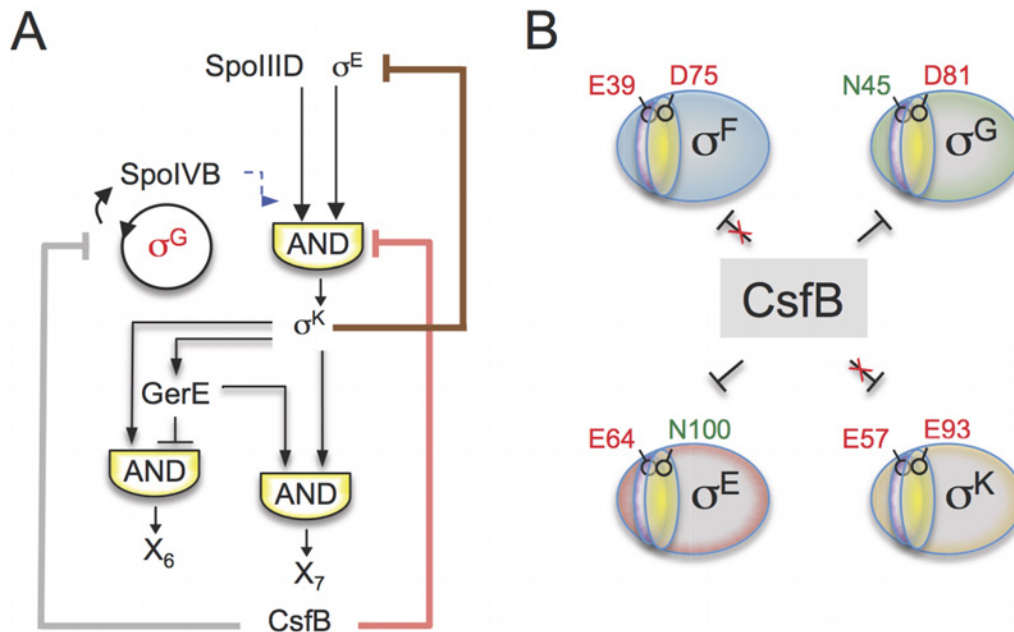 A
SpoIIID σᴱ
SpoIVB
σᴳ
AND
σᴷ
GerE
AND
AND
X₆
X₇
CsfB
B
E39 D75
σᶠ
N45 D81
σᴳ
CsfB
E64 N100
σᴱ
E57 E93
σᴷ